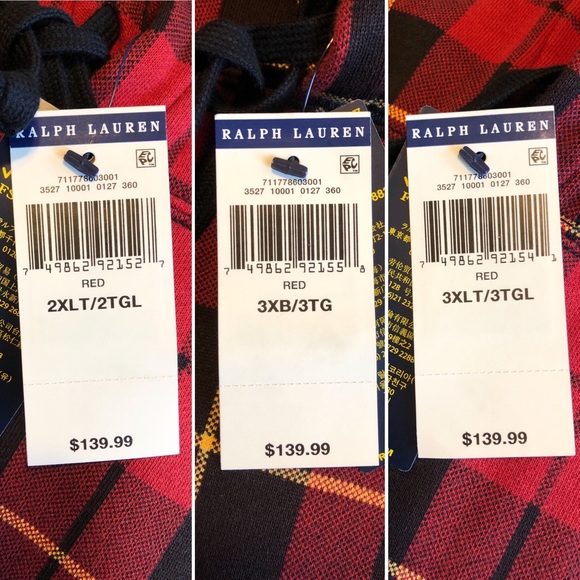 RALPH LAUREN
711778603001
3527 10001 0127 360
7 49862 92152 7
RED
2XLT/2TGL
$139.99
RALPH LAUREN
711778603001
3527 10001 0127 360
7 49862 92155 8
RED
3XB/3TG
$139.99
RALPH LAUREN
711778603001
3527 10001 0127 360
7 49862 92154 1
RED
3XLT/3TGL
$139.99